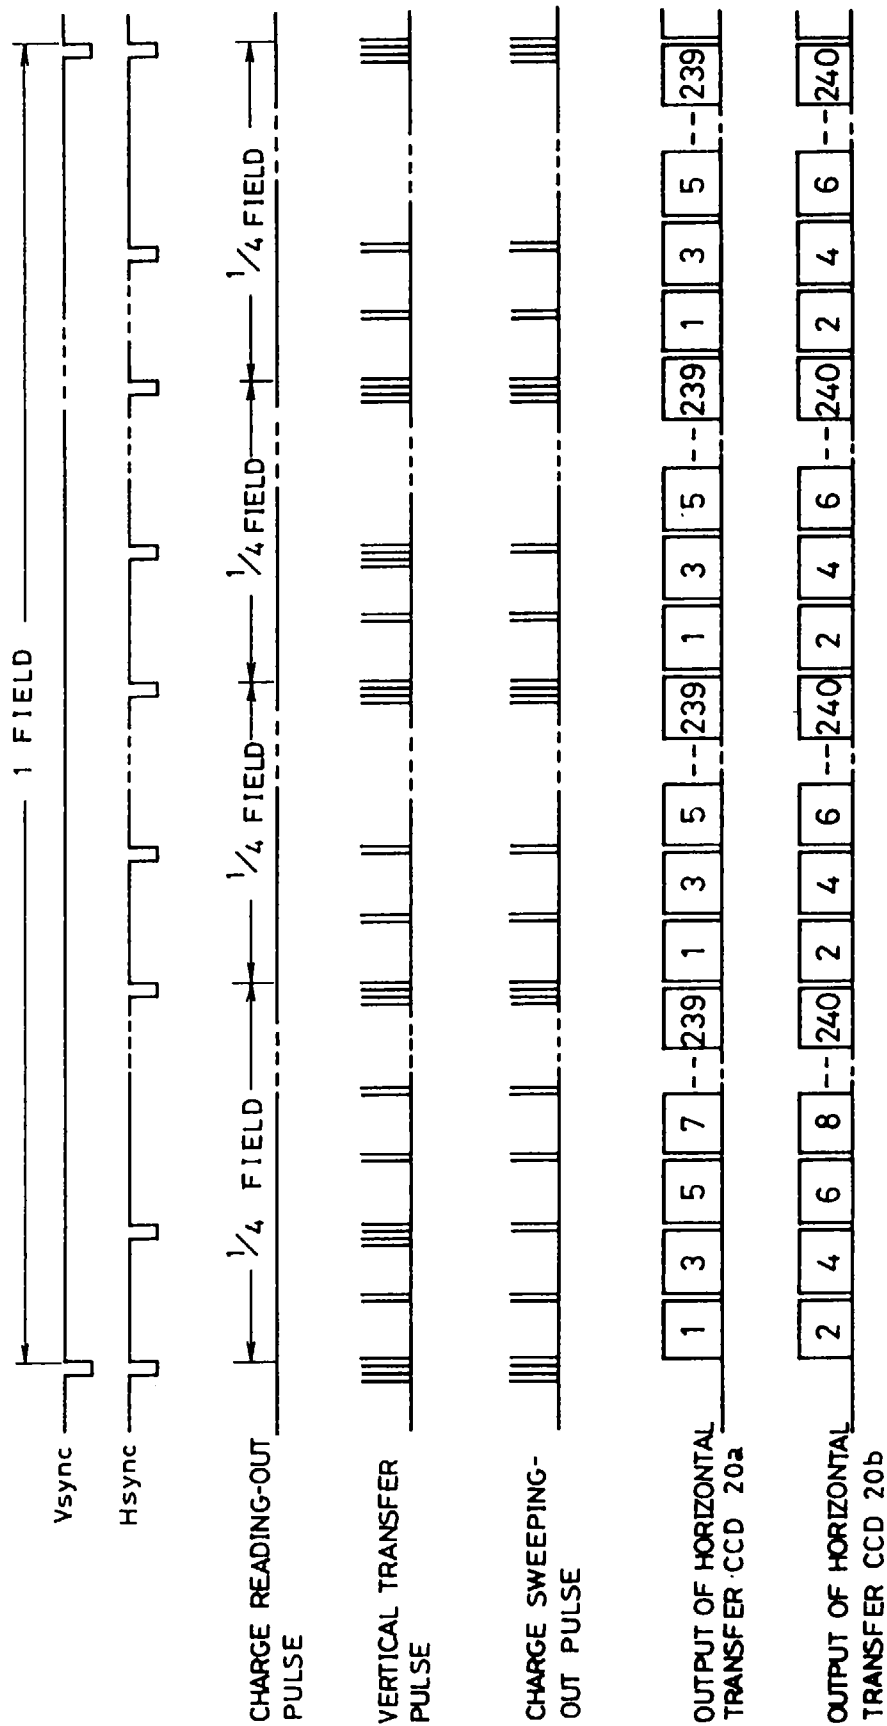 1 FIELD
Vsync
Hsync
CHARGE READING-OUT
PULSE
1/4 FIELD 1/4 FIELD 1/4 FIELD 1/4 FIELD
VERTICAL TRANSFER
PULSE
CHARGE SWEEPING-
OUT PULSE
OUTPUT OF HORIZONTAL
TRANSFER CCD 20a
1 3 5 7 -- 239 1 3 5 -- 239 1 3 5 -- 239 1 3 5 -- 239
OUTPUT OF HORIZONTAL
TRANSFER CCD 20b
2 4 6 8 -- 240 2 4 6 -- 240 2 4 6 -- 240 2 4 6 -- 240